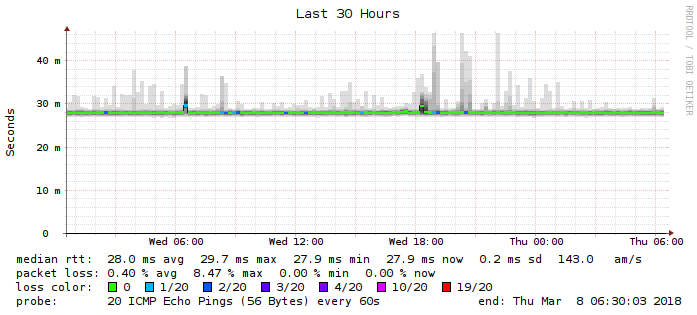 Last 30 Hours
RRDTOOL / TOBI OETIKER
Seconds
40 m
30 m
20 m
10 m
0
Wed 06:00 Wed 12:00 Wed 18:00 Thu 00:00 Thu 06:00
median rtt: 28.0 ms avg 29.7 ms max 27.9 ms min 27.9 ms now 0.2 ms sd 143.0 am/s
packet loss: 0.40 % avg 8.47 % max 0.00 % min 0.00 % now
loss color: 0 1/20 2/20 3/20 4/20 10/20 19/20
probe: 20 ICMP Echo Pings (56 Bytes) every 60s end: Thu Mar 8 06:30:03 2018